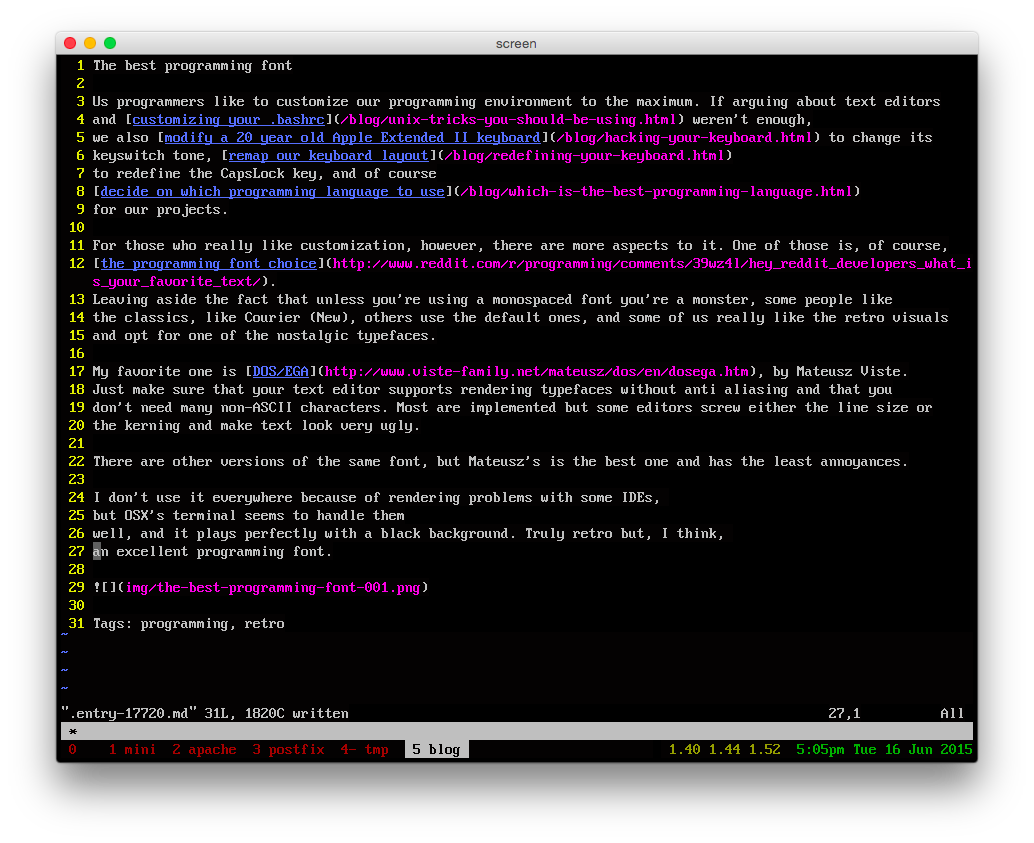 screen
1 The best programming font
2
3 Us programmers like to customize our programming environment to the maximum. If arguing about text editors
4 and [customizing your .bashrc](/blog/unix-tricks-you-should-be-using.html) weren't enough,
5 we also [modify a 20 year old Apple Extended II keyboard](/blog/hacking-your-keyboard.html) to change its
6 keyswitch tone, [remap our keyboard layout](/blog/redefining-your-keyboard.html)
7 to redefine the CapsLock key, and of course
8 [decide on which programming language to use](/blog/which-is-the-best-programming-language.html)
9 for our projects.
10
11 For those who really like customization, however, there are more aspects to it. One of those is, of course,
12 [the programming font choice](http://www.reddit.com/r/programming/comments/39wz4l/hey_reddit_developers_what_i
s_your_favorite_text/).
13 Leaving aside the fact that unless you're using a monospaced font you're a monster, some people like
14 the classics, like Courier (New), others use the default ones, and some of us really like the retro visuals
15 and opt for one of the nostalgic typefaces.
16
17 My favorite one is [DOS/EGA](http://www.viste-family.net/mateusz/dos/en/dosega.htm), by Mateusz Viste.
18 Just make sure that your text editor supports rendering typefaces without anti aliasing and that you
19 don't need many non-ASCII characters. Most are implemented but some editors screw either the line size or
20 the kerning and make text look very ugly.
21
22 There are other versions of the same font, but Mateusz's is the best one and has the least annoyances.
23
24 I don't use it everywhere because of rendering problems with some IDEs,
25 but OSX's terminal seems to handle them
26 well, and it plays perfectly with a black background. Truly retro but, I think,
27 an excellent programming font.
28
29 ![](img/the-best-programming-font-001.png)
30
31 Tags: programming, retro
~
~
~
~
".entry-17720.md" 31L, 1820C written 27,1 All
*
0 1 mini 2 apache 3 postfix 4- tmp 5 blog 1.40 1.44 1.52 5:05pm Tue 16 Jun 2015